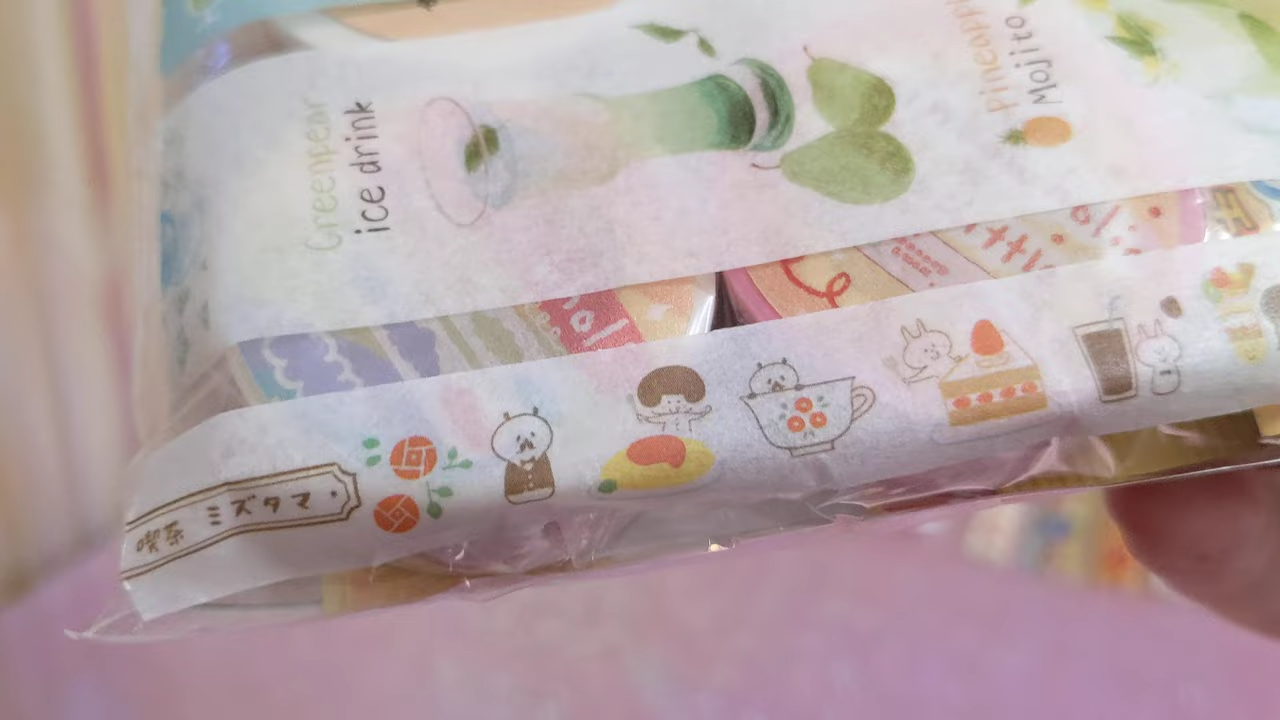 Greenpear
ice drink
Pineapple
Mojito
喫茶 ミズタマ